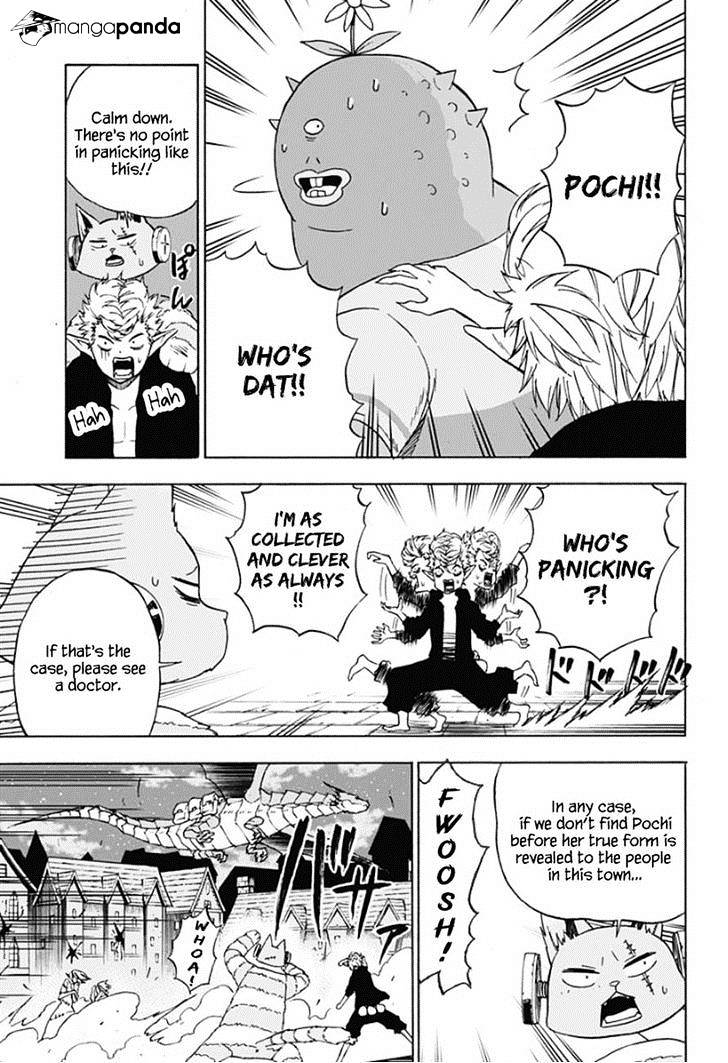 mangapanda
POCHI!!
WHO'S
DAT!!
Calm down.
There's no point
in panicking like
this!!
ぽん
Hah
Hah
WHO'S
PANICKING
?!
I'M AS
COLLECTED
AND CLEVER
AS ALWAYS
!!
ドドドド
If that's the
case, please see
a doctor.
In any case,
if we don't find Pochi
before her true form is
revealed to the people
in this town...
FWOOSH!
WHOA!